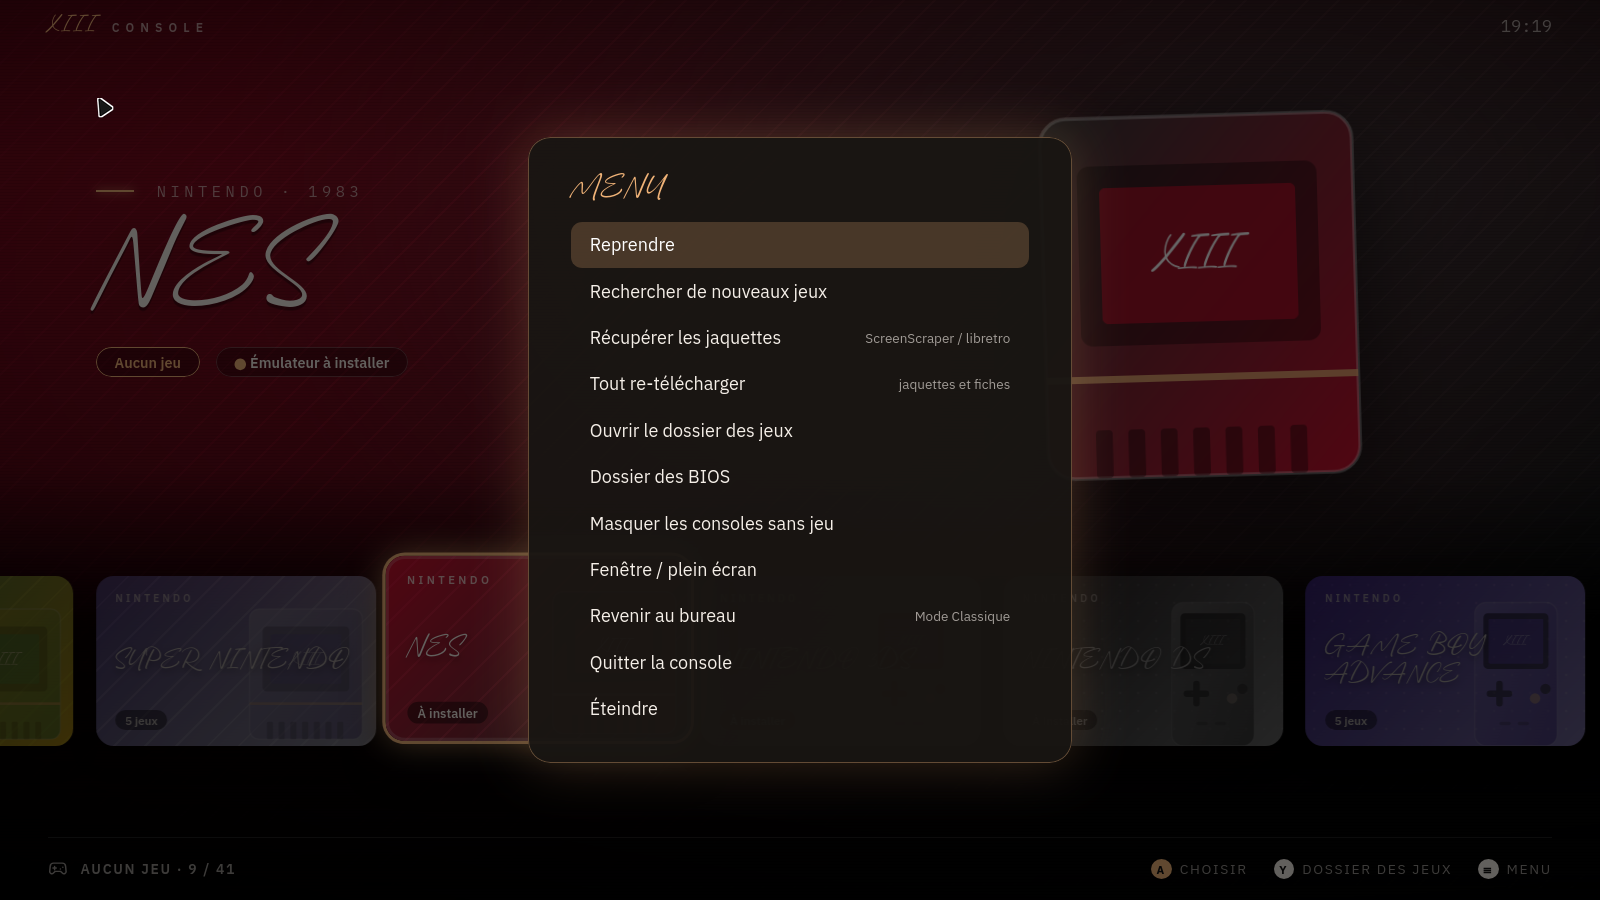 XIII CONSOLE
19:19
NINTENDO · 1983
NES
Aucun jeu
Émulateur à installer
XIII
MENU
Reprendre
Rechercher de nouveaux jeux
Récupérer les jaquettes
ScreenScraper / libretro
Tout re-télécharger
jaquettes et fiches
Ouvrir le dossier des jeux
Dossier des BIOS
Masquer les consoles sans jeu
Fenêtre / plein écran
Revenir au bureau
Mode Classique
Quitter la console
Éteindre
NINTENDO
SUPER NINTENDO
5 jeux
NINTENDO
NES
À installer
XIII
NINTENDO
GAME BOY
ADVANCE
XIII
5 jeux
AUCUN JEU · 9 / 41
A CHOISIR
Y DOSSIER DES JEUX
≡ MENU